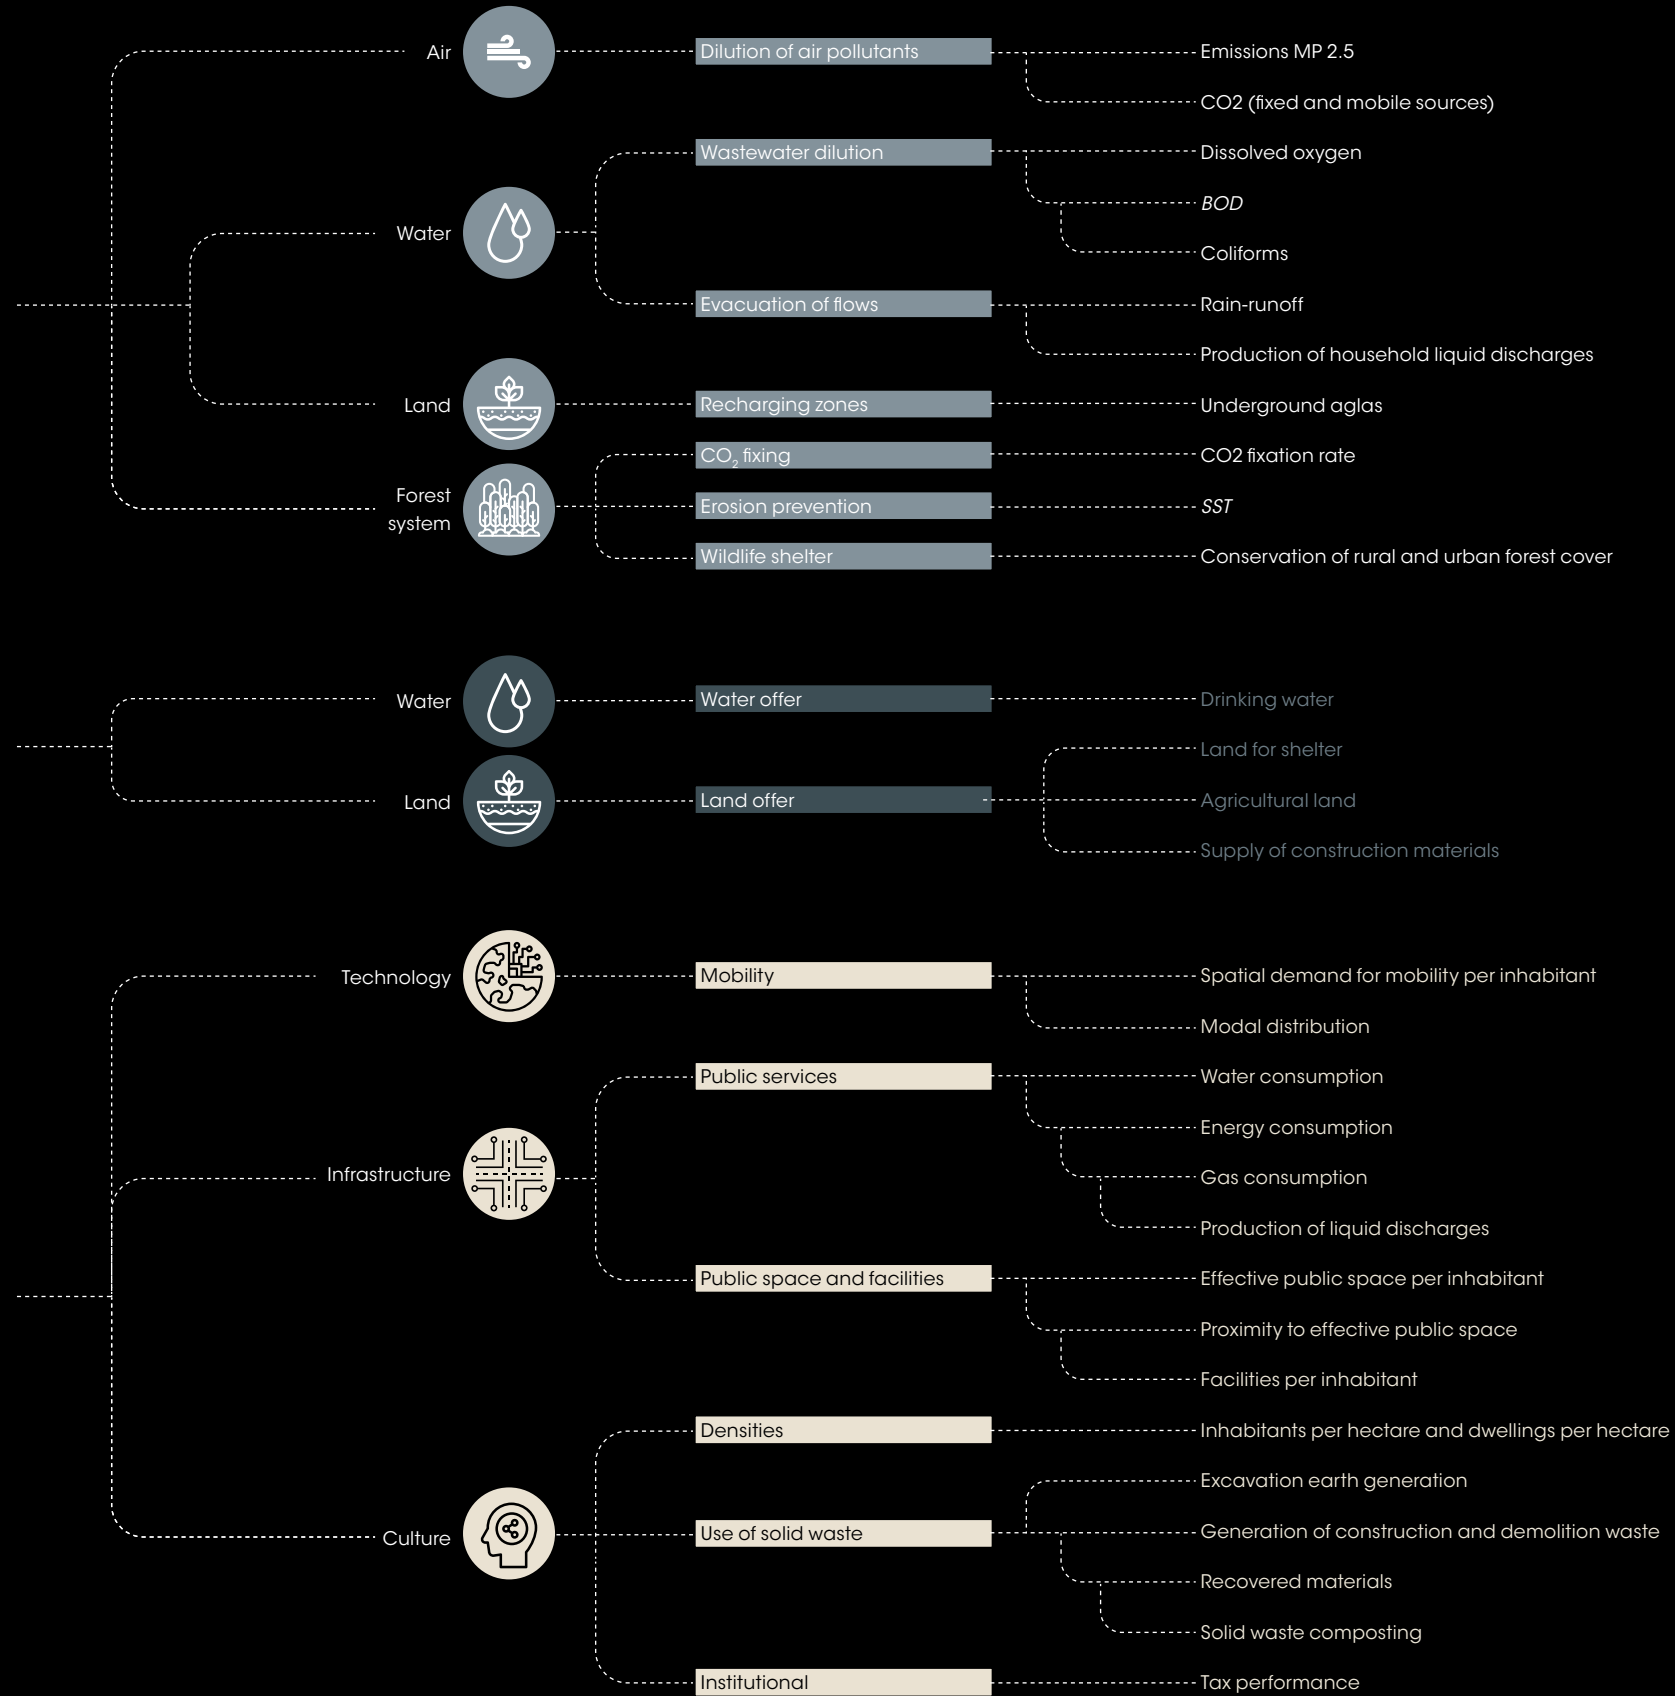 Air
Dilution of air pollutants
Emissions MP 2.5
CO2 (fixed and mobile sources)
Water
Wastewater dilution
Dissolved oxygen
BOD
Coliforms
Evacuation of flows
Rain-runoff
Production of household liquid discharges
Land
Recharging zones
Underground aglas
Forest
system
CO₂ fixing
CO2 fixation rate
Erosion prevention
SST
Wildlife shelter
Conservation of rural and urban forest cover
Water
Water offer
Drinking water
Land
Land offer
Land for shelter
Agricultural land
Supply of construction materials
Technology
Mobility
Spatial demand for mobility per inhabitant
Modal distribution
Infrastructure
Public services
Water consumption
Energy consumption
Gas consumption
Production of liquid discharges
Public space and facilities
Effective public space per inhabitant
Proximity to effective public space
Facilities per inhabitant
Culture
Densities
Inhabitants per hectare and dwellings per hectare
Use of solid waste
Excavation earth generation
Generation of construction and demolition waste
Recovered materials
Solid waste composting
Institutional
Tax performance